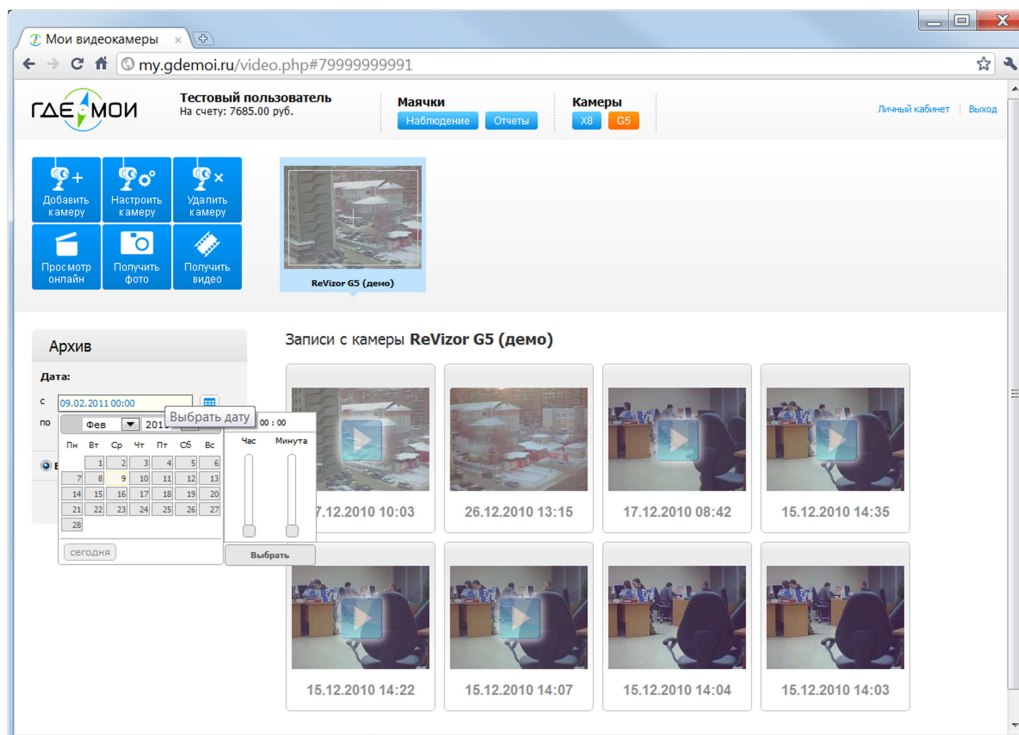 Мои видеокамеры
my.gdemoi.ru/video.php#79999999991
ГДЕ МОИ
Тестовый пользователь
На счету: 7685.00 руб.
Маячки
Наблюдение Отчеты
Камеры
X8 G5
Личный кабинет | Выход
Добавить камеру
Настроить камеру
Удалить камеру
Просмотр онлайн
Получить фото
Получить видео
ReVizor G5 (демо)
Архив
Дата:
с 09.02.2011 00:00
по
Выбрать дату
Фев
00 : 00
Пн Вт Ср Чт Пт Сб Вс
1 2 3 4 5 6
7 8 9 10 11 12 13
14 15 16 17 18 19 20
21 22 23 24 25 26 27
28
сегодня
Час Минута
Выбрать
Записи с камеры ReVizor G5 (демо)
7.12.2010 10:03
26.12.2010 13:15
17.12.2010 08:42
15.12.2010 14:35
15.12.2010 14:22
15.12.2010 14:07
15.12.2010 14:04
15.12.2010 14:03